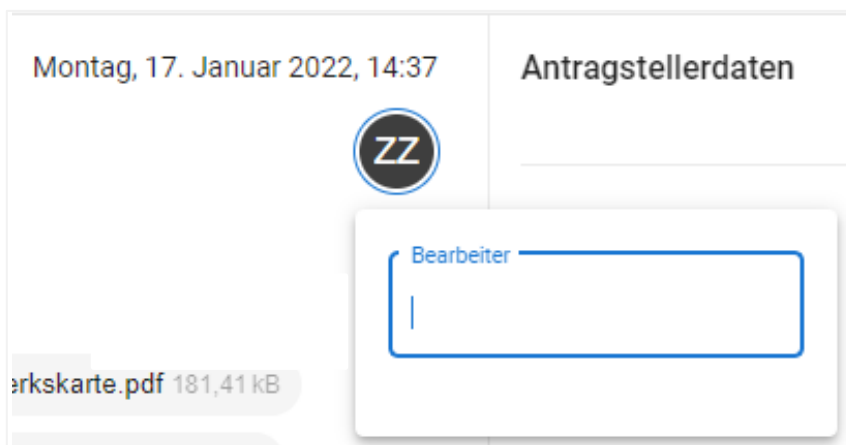 Montag, 17. Januar 2022, 14:37
Antragstellerdaten
ZZ
Bearbeiter
erkskarte.pdf 181,41 kB